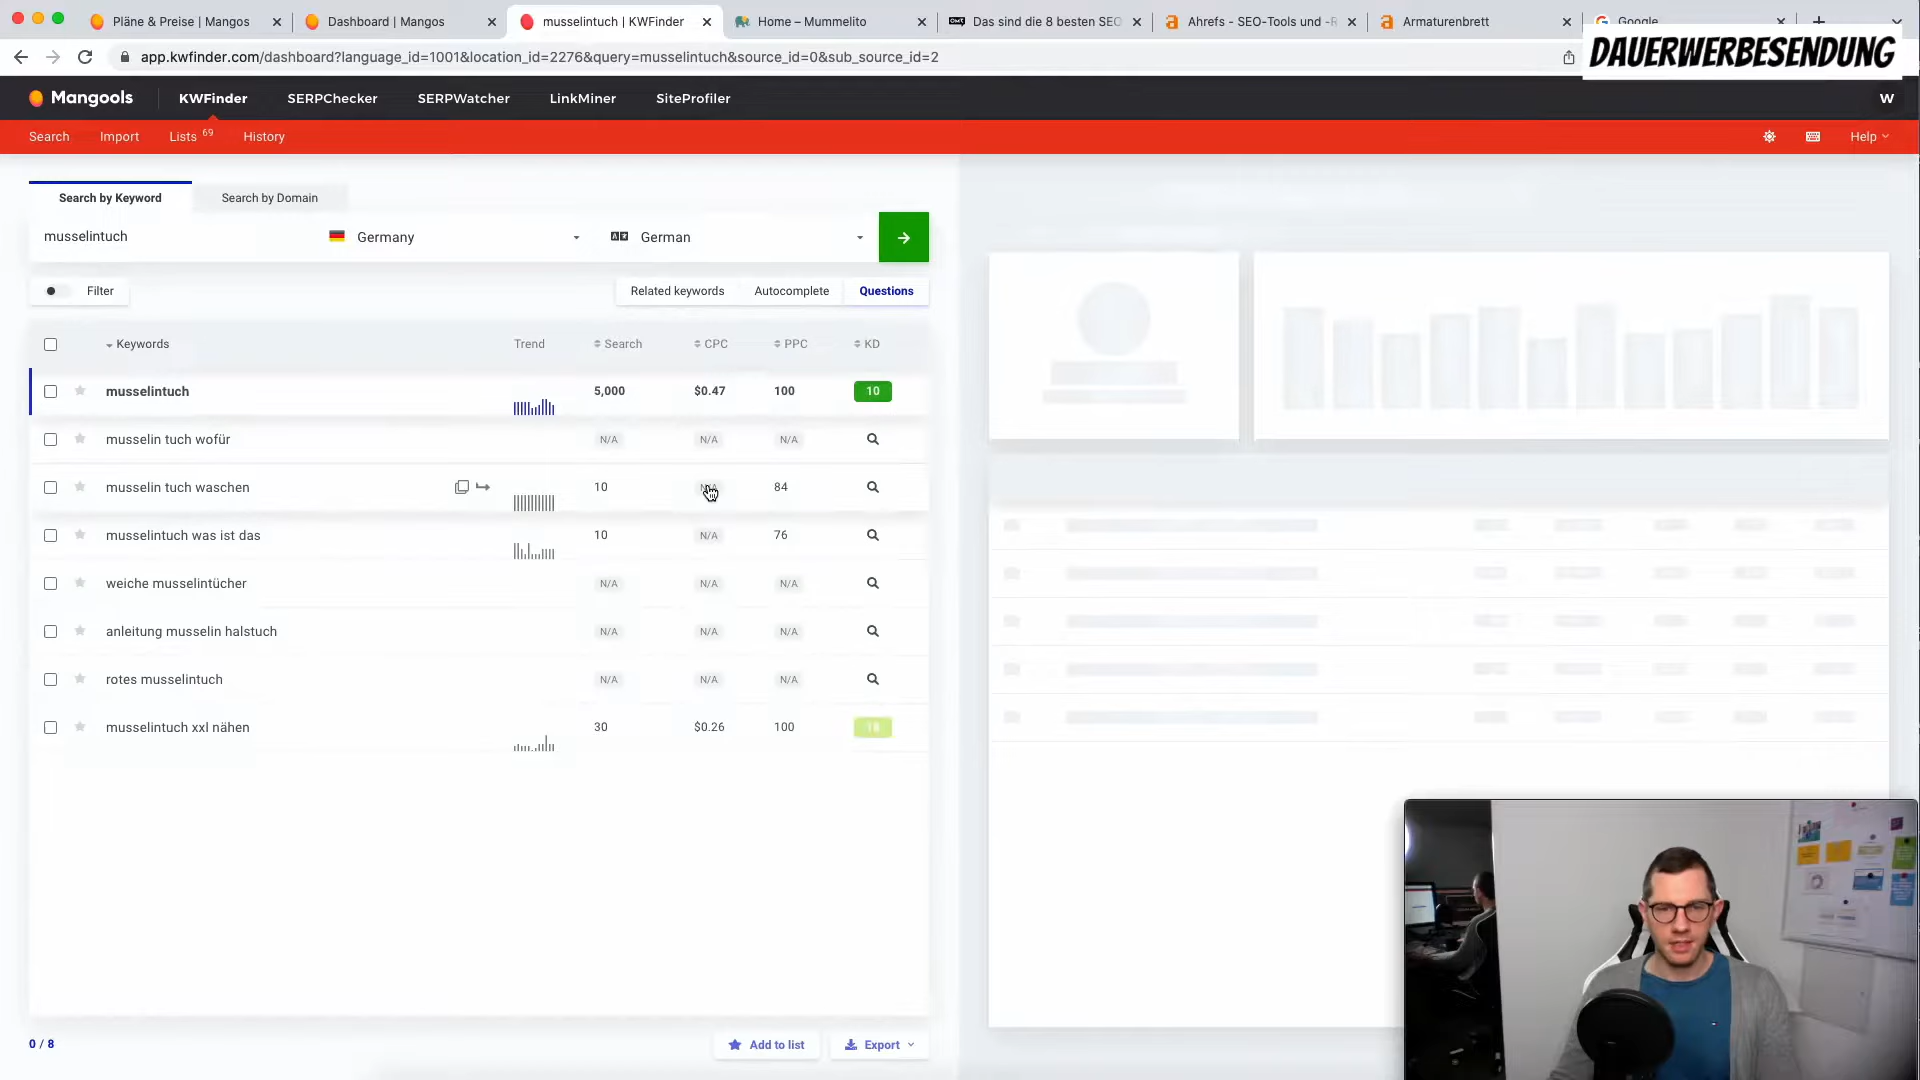 Pläne & Preise | Mangos
Dashboard | Mangos
musselintuch | KWFinder
Home – Mummelito
Das sind die 8 besten SEO
Ahrefs - SEO-Tools und -R
Armaturenbrett
Google
app.kwfinder.com/dashboard?language_id=1001&location_id=2276&query=musselintuch&source_id=0&sub_source_id=2
DAUERWERBESENDUNG
Mangools
KWFinder
SERPChecker
SERPWatcher
LinkMiner
SiteProfiler
W
Search
Import
Lists 69
History
Help
Search by Keyword
Search by Domain
musselintuch
Germany
German
Filter
Related keywords
Autocomplete
Questions
Keywords Trend Search CPC PPC KD
musselintuch 5,000 $0.47 100 10
musselin tuch wofür N/A N/A N/A
musselin tuch waschen 10 N/A 84
musselintuch was ist das 10 N/A 76
weiche musselintücher N/A N/A N/A
anleitung musselin halstuch N/A N/A N/A
rotes musselintuch N/A N/A N/A
musselintuch xxl nähen 30 $0.26 100 18
0 / 8
Add to list
Export